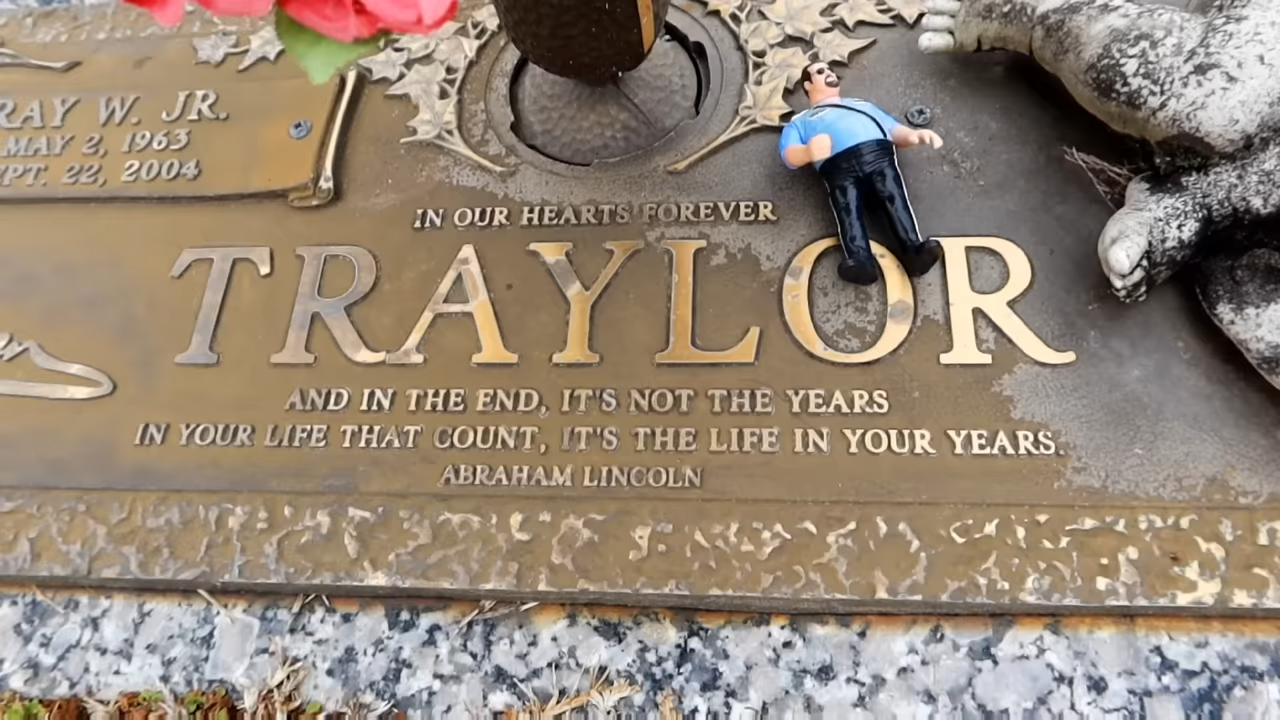 RAY W. JR.
MAY 2, 1963
SEPT. 22, 2004
IN OUR HEARTS FOREVER
TRAYLOR
AND IN THE END, IT'S NOT THE YEARS
IN YOUR LIFE THAT COUNT, IT'S THE LIFE IN YOUR YEARS.
ABRAHAM LINCOLN